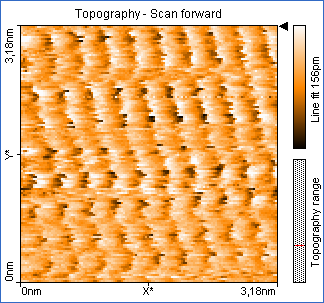 Topography - Scan forward
3,18nm
Y*
0nm
0nm
X*
3,18nm
Line fit 156pm
Topography range